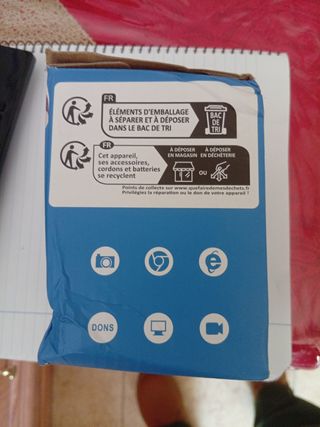 FR
ÉLÉMENTS D'EMBALLAGE
À SÉPARER ET À DÉPOSER
DANS LE BAC DE TRI
BAC
DE
TRI
FR
Cet appareil,
ses accessoires,
cordons et batteries
se recyclent
À DÉPOSER
EN MAGASIN
OU
À DÉPOSER
EN DÉCHÈTERIE
Points de collecte sur www.quefairedemesdechets.fr
Privilégiez la réparation ou le don de votre appareil !
DONS